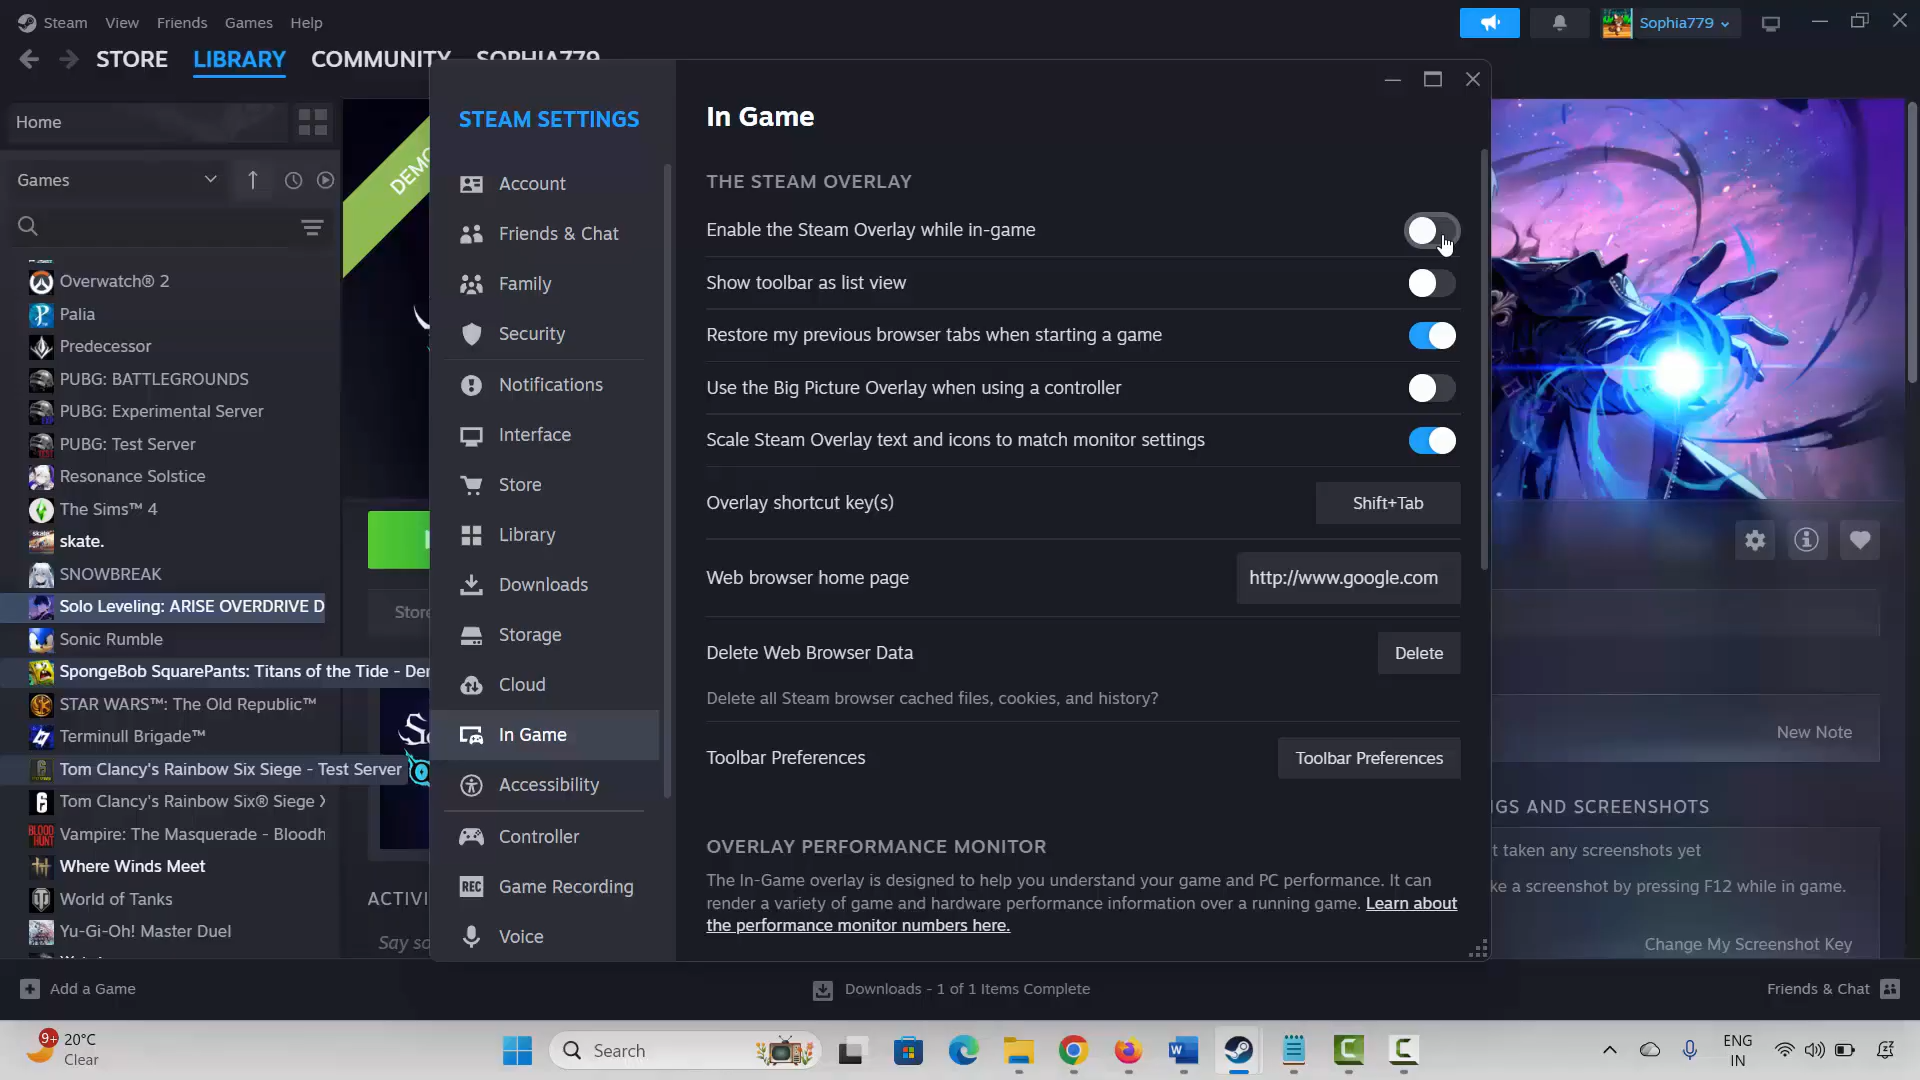 Steam View Friends Games Help
Sophia779
STORE LIBRARY COMMUNITY SOPHIA779
Home
Games
Overwatch® 2
Palia
Predecessor
PUBG: BATTLEGROUNDS
PUBG: Experimental Server
PUBG: Test Server
Resonance Solstice
The Sims™ 4
skate.
SNOWBREAK
Solo Leveling: ARISE OVERDRIVE D
Sonic Rumble
SpongeBob SquarePants: Titans of the Tide - Der
STAR WARS™: The Old Republic™
Terminull Brigade™
Tom Clancy's Rainbow Six Siege - Test Server
Tom Clancy's Rainbow Six® Siege X
Vampire: The Masquerade - Bloodh
Where Winds Meet
World of Tanks
Yu-Gi-Oh! Master Duel
DEMO
Store
ACTIVI
Say so
STEAM SETTINGS
Account
Friends & Chat
Family
Security
Notifications
Interface
Store
Library
Downloads
Storage
Cloud
In Game
Accessibility
Controller
REC Game Recording
Voice
In Game
THE STEAM OVERLAY
Enable the Steam Overlay while in-game
Show toolbar as list view
Restore my previous browser tabs when starting a game
Use the Big Picture Overlay when using a controller
Scale Steam Overlay text and icons to match monitor settings
Overlay shortcut key(s) Shift+Tab
Web browser home page http://www.google.com
Delete Web Browser Data Delete
Delete all Steam browser cached files, cookies, and history?
Toolbar Preferences Toolbar Preferences
OVERLAY PERFORMANCE MONITOR
The In-Game overlay is designed to help you understand your game and PC performance. It can
render a variety of game and hardware performance information over a running game. Learn about
the performance monitor numbers here.
New Note
GS AND SCREENSHOTS
t taken any screenshots yet
ke a screenshot by pressing F12 while in game.
Change My Screenshot Key
Add a Game
Downloads - 1 of 1 Items Complete
Friends & Chat
9+
20°C
Clear
Search
ENG
IN